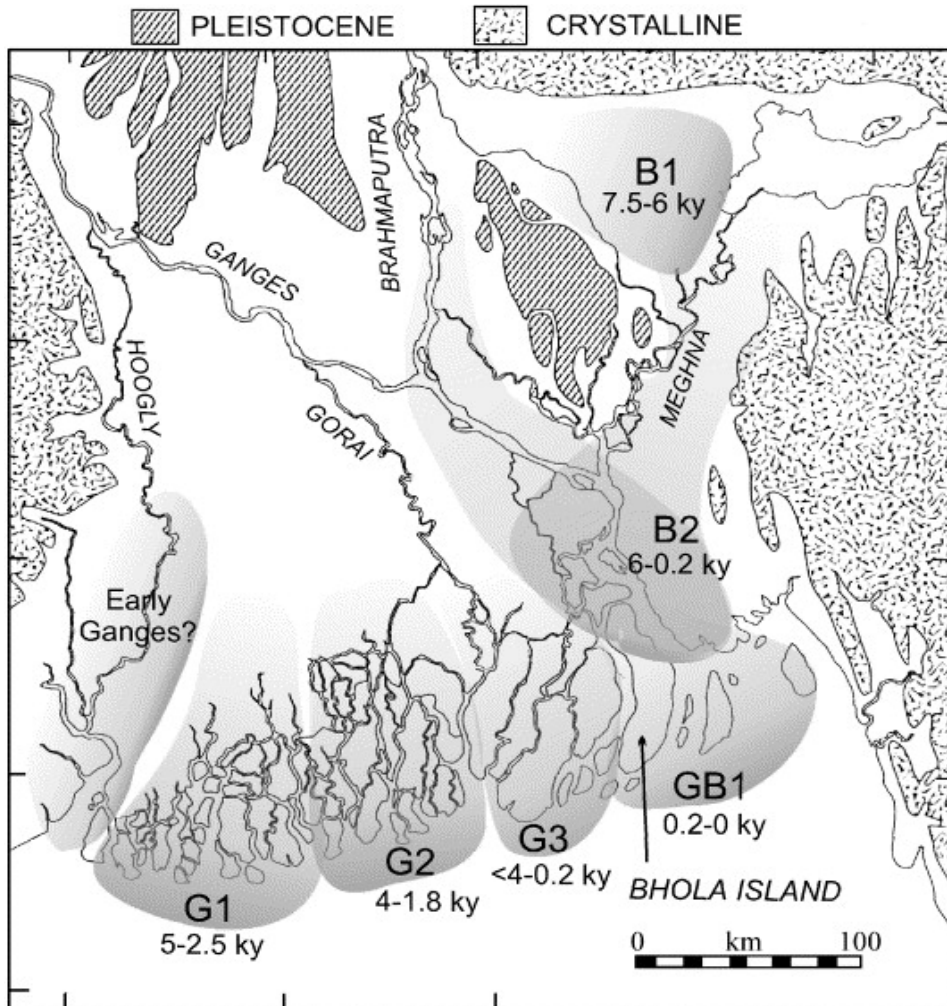 PLEISTOCENE
CRYSTALLINE
B1
7.5-6 ky
BRAHMAPUTRA
GANGES
HOOGLY
GORAI
MEGHNA
B2
6-0.2 ky
Early
Ganges?
GB1
0.2-0 ky
G3
<4-0.2 ky
G2
4-1.8 ky
G1
5-2.5 ky
BHOLA ISLAND
0 km 100